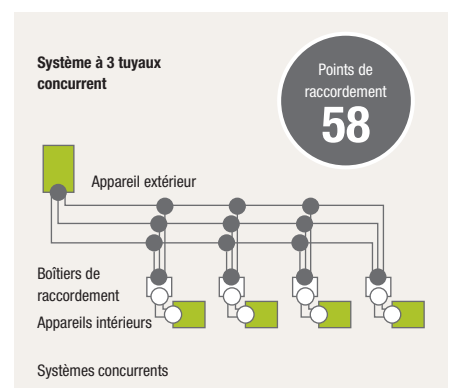 Système à 3 tuyaux
concurrent
Points de
raccordement
58
Appareil extérieur
Boîtiers de
raccordement
Appareils intérieurs
Systèmes concurrents